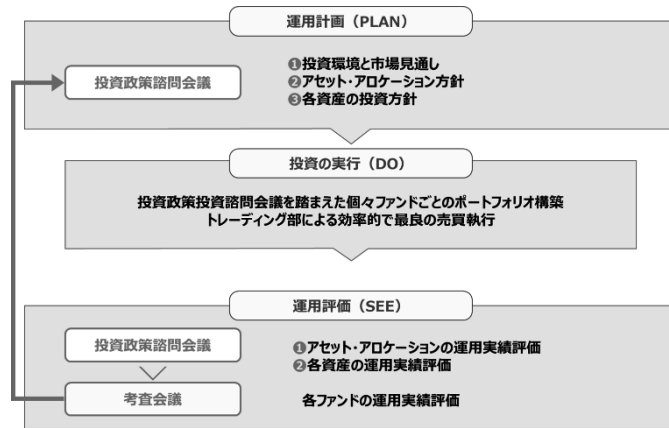 運用計画（PLAN）
投資政策諮問会議
❶投資環境と市場見通し
❷アセット・アロケーション方針
❸各資産の投資方針
投資の実行（DO）
投資政策投資諮問会議を踏まえた個々ファンドごとのポートフォリオ構築
トレーディング部による効率的で最良の売買執行
運用評価（SEE）
投資政策諮問会議
❶アセット・アロケーションの運用実績評価
❷各資産の運用実績評価
考査会議
各ファンドの運用実績評価